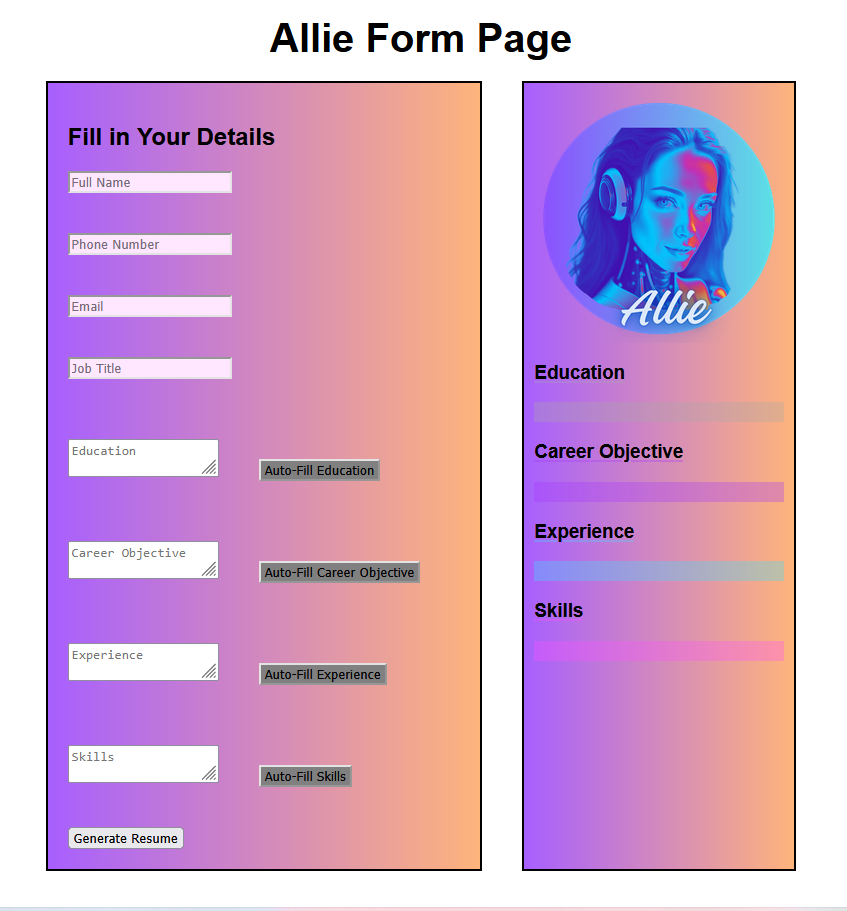 Allie Form Page
Fill in Your Details
Full Name
Phone Number
Email
Job Title
Education
Auto-Fill Education
Career Objective
Auto-Fill Career Objective
Experience
Auto-Fill Experience
Skills
Auto-Fill Skills
Generate Resume
Allie
Education
Career Objective
Experience
Skills